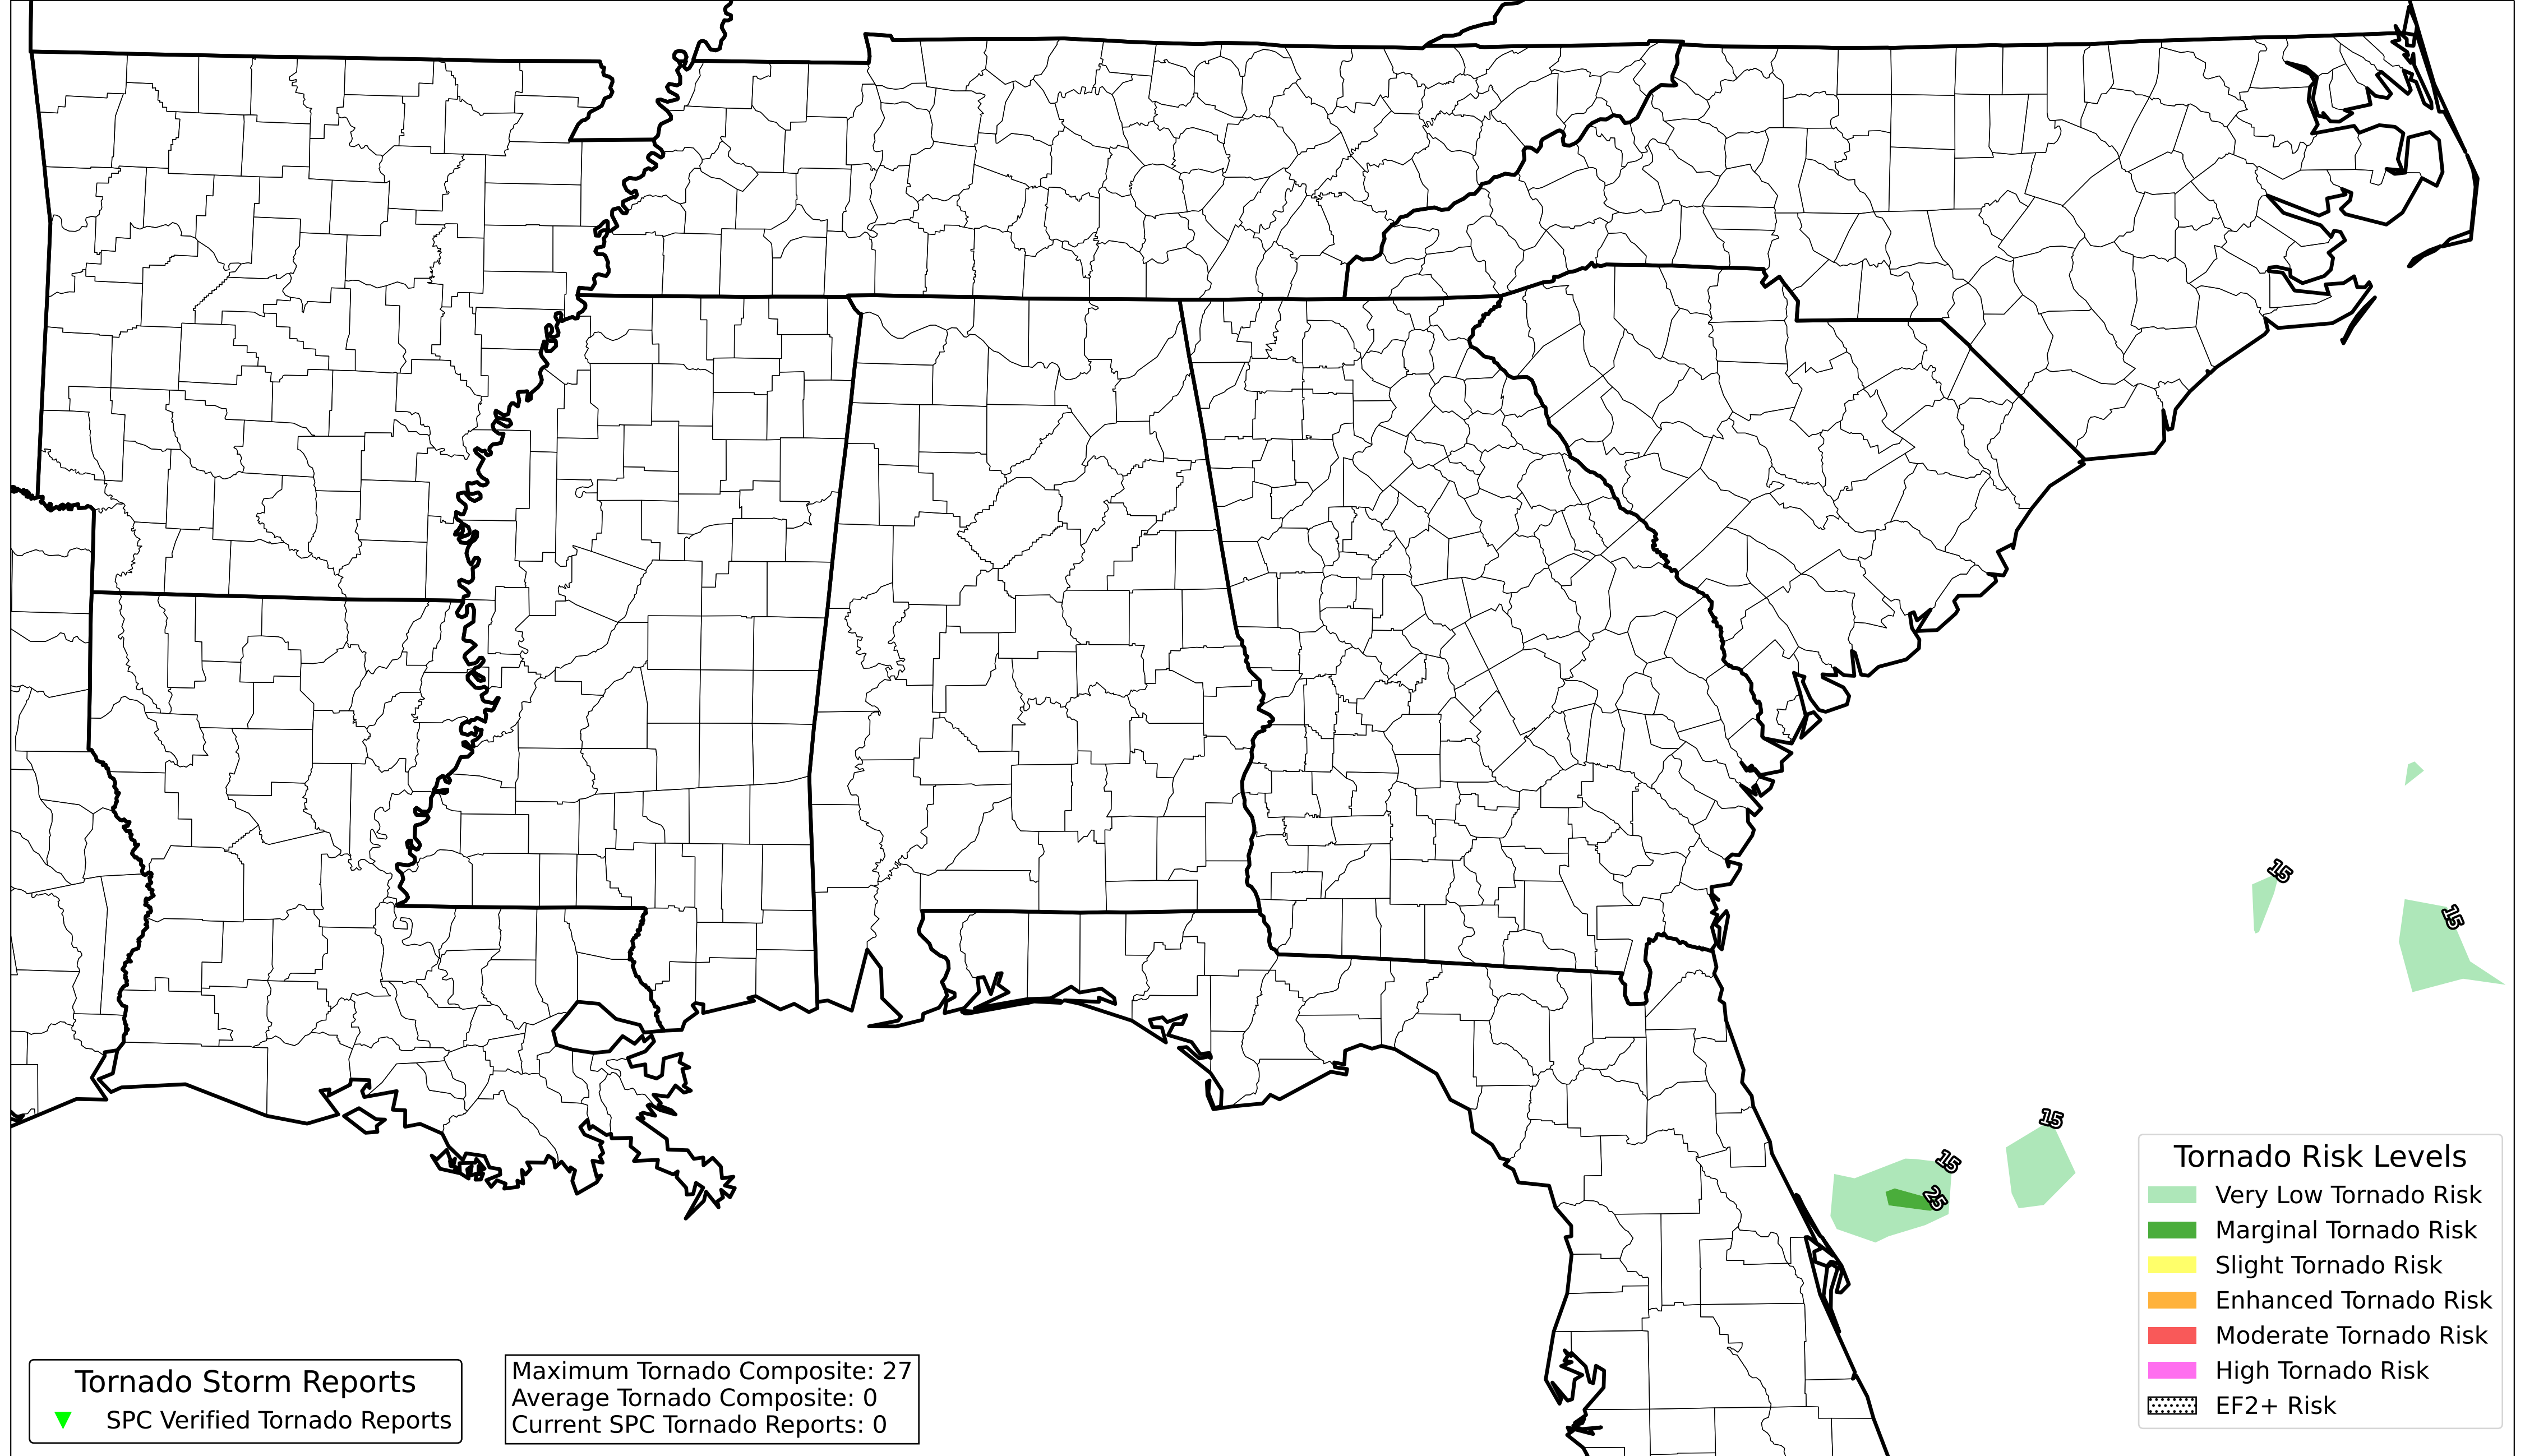 15
15
15
15
25
Tornado Risk Levels
Very Low Tornado Risk
Marginal Tornado Risk
Slight Tornado Risk
Enhanced Tornado Risk
Moderate Tornado Risk
High Tornado Risk
EF2+ Risk
Tornado Storm Reports
SPC Verified Tornado Reports
Maximum Tornado Composite: 27
Average Tornado Composite: 0
Current SPC Tornado Reports: 0